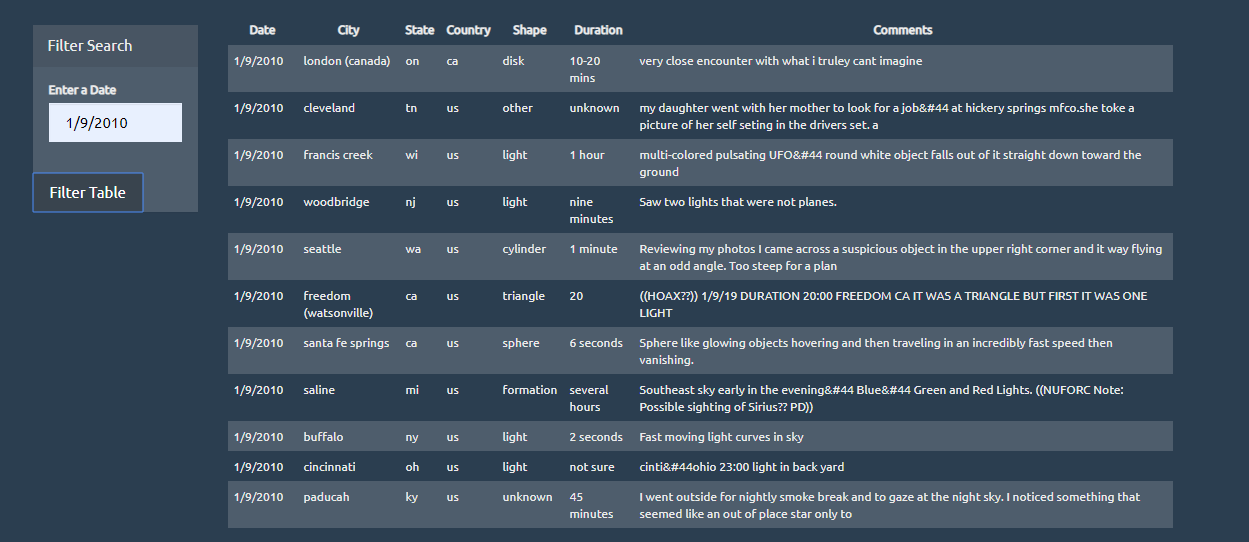 Filter Search
Enter a Date
1/9/2010
Filter Table
Date City State Country Shape Duration Comments
1/9/2010 london (canada) on ca disk 10-20 very close encounter with what i truley cant imagine
mins
1/9/2010 cleveland tn us other unknown my daughter went with her mother to look for a job&#44 at hickery springs mfco.she toke a
picture of her self seting in the drivers set. a
1/9/2010 francis creek wi us light 1 hour multi-colored pulsating UFO&#44 round white object falls out of it straight down toward the
ground
1/9/2010 woodbridge nj us light nine Saw two lights that were not planes.
minutes
1/9/2010 seattle wa us cylinder 1 minute Reviewing my photos I came across a suspicious object in the upper right corner and it way flying
at an odd angle. Too steep for a plan
1/9/2010 freedom ca us triangle 20 ((HOAX??)) 1/9/19 DURATION 20:00 FREEDOM CA IT WAS A TRIANGLE BUT FIRST IT WAS ONE
(watsonville) LIGHT
1/9/2010 santa fe springs ca us sphere 6 seconds Sphere like glowing objects hovering and then traveling in an incredibly fast speed then
vanishing.
1/9/2010 saline mi us formation several Southeast sky early in the evening&#44 Blue&#44 Green and Red Lights. ((NUFORC Note:
hours Possible sighting of Sirius?? PD))
1/9/2010 buffalo ny us light 2 seconds Fast moving light curves in sky
1/9/2010 cincinnati oh us light not sure cinti&#44ohio 23:00 light in back yard
1/9/2010 paducah ky us unknown 45 I went outside for nightly smoke break and to gaze at the night sky. I noticed something that
minutes seemed like an out of place star only to